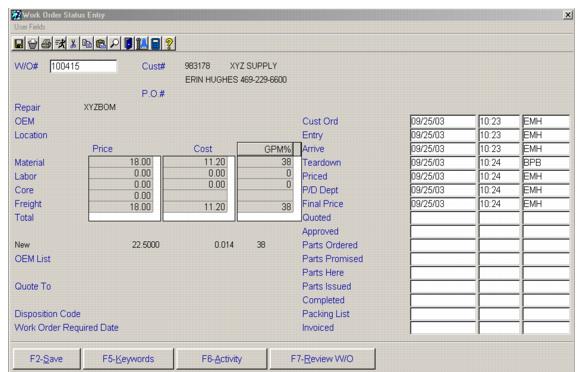 Work Order Status Entry
User Fields
W/O# 100415 Cust# 983178 XYZ SUPPLY
ERIN HUGHES 469-229-6600
P.O.#
Repair XYZBOM
OEM
Location
Price Cost GPM%
Material 18.00 11.20 38
Labor 0.00 0.00 0
Core 0.00 0.00 0
Freight 0.00
Total 18.00 11.20 38
New 22.5000 0.014 38
OEM List
Quote To
Disposition Code
Work Order Required Date
Cust Ord 09/25/03 10:23 EMH
Entry 09/25/03 10:23 EMH
Arrive 09/25/03 10:23 EMH
Teardown 09/25/03 10:24 BPB
Priced 09/25/03 10:24 EMH
P/D Dept 09/25/03 10:24 EMH
Final Price 09/25/03 10:24 EMH
Quoted
Approved
Parts Ordered
Parts Promised
Parts Here
Parts Issued
Completed
Packing List
Invoiced
F2-Save F5-Keywords F6-Activity F7-Review W/O